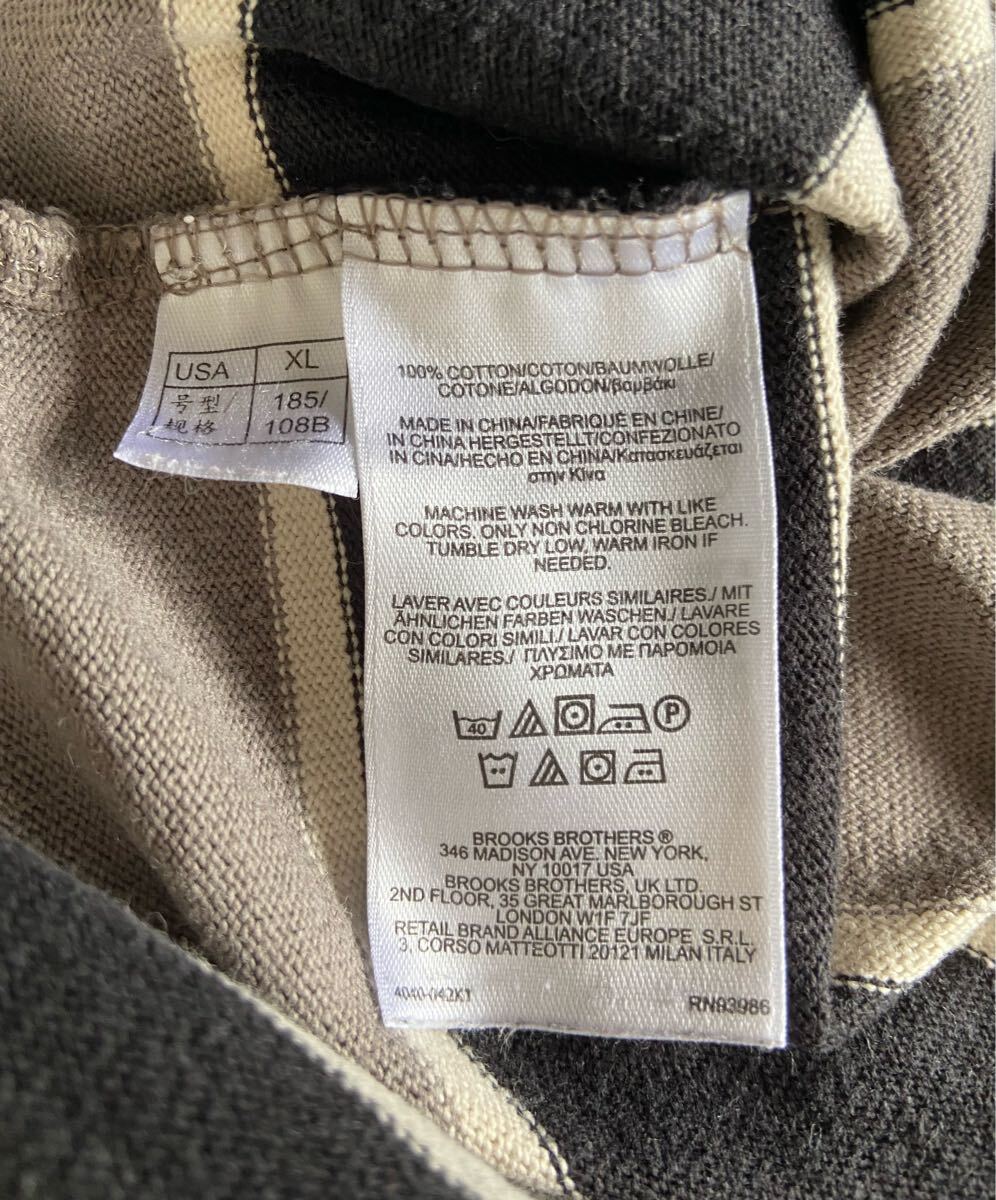 USA XL
号型/ 185/
规格 108B
100% COTTON/COTON/BAUMWOLLE/
COTONE/ALGODON/Βαμβάκι
MADE IN CHINA/FABRIQUÉ EN CHINE/
IN CHINA HERGESTELLT/CONFEZIONATO
IN CINA/HECHO EN CHINA/Κατασκευάζεται
στην Κίνα
MACHINE WASH WARM WITH LIKE
COLORS. ONLY NON CHLORINE BLEACH.
TUMBLE DRY LOW, WARM IRON IF
NEEDED.
LAVER AVEC COULEURS SIMILAIRES./ MIT
ÄHNLICHEN FARBEN WASCHEN./ LAVARE
CON COLORI SIMILI./ LAVAR CON COLORES
SIMILARES./ ΠΛΥΣΙΜΟ ΜΕ ΠΑΡΟΜΟΙΑ
ΧΡΩΜΑΤΑ
40 P
BROOKS BROTHERS ®
346 MADISON AVE. NEW YORK,
NY 10017 USA
BROOKS BROTHERS, UK LTD.
2ND FLOOR, 35 GREAT MARLBOROUGH ST
LONDON W1F 7JF
RETAIL BRAND ALLIANCE EUROPE S.R.L.
3, CORSO MATTEOTTI 20121 MILAN ITALY
4040-042K1 RN93986